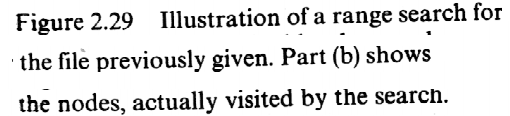 Figure 2.29 Illustration of a range search for
the file previously given. Part (b) shows
the nodes, actually visited by the search.